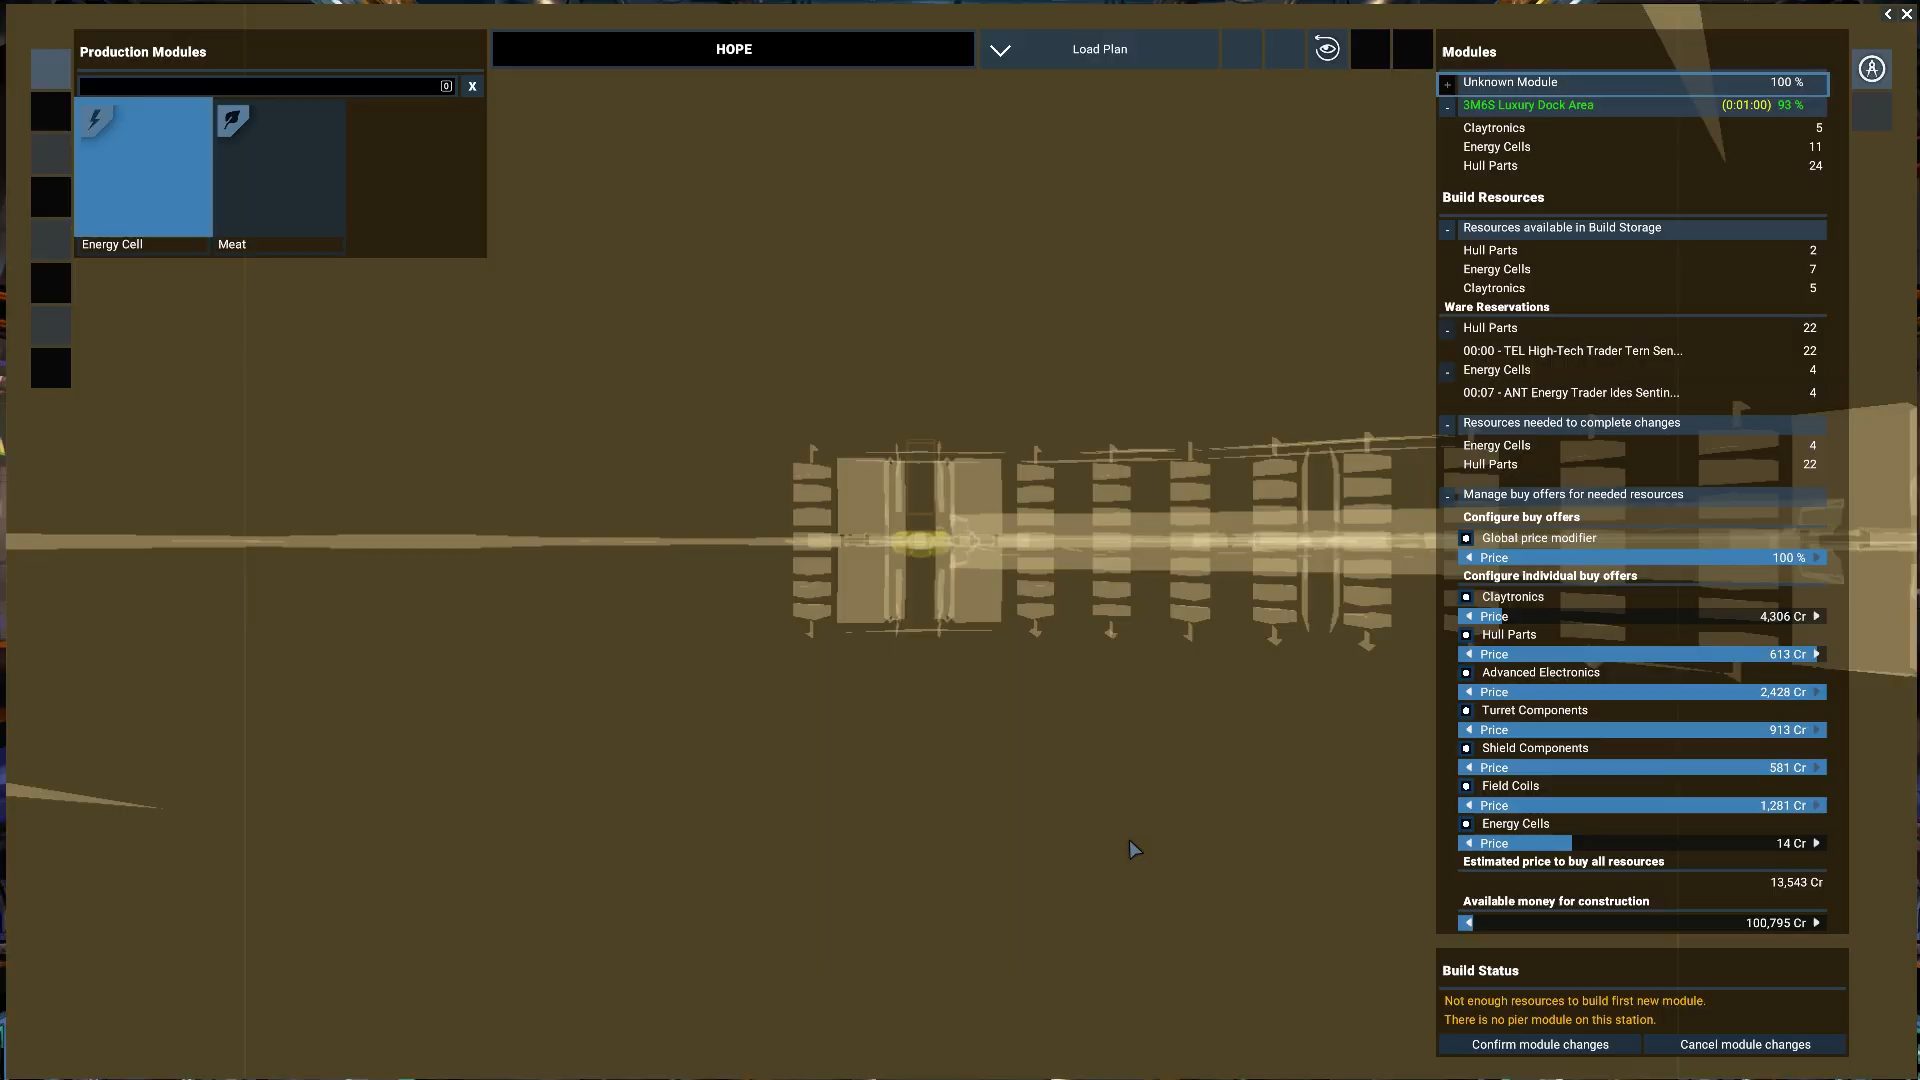 Production Modules
0
X
Energy Cell
Meat
HOPE
Load Plan
Modules
+ Unknown Module 100 %
- 3M6S Luxury Dock Area (0:01:00) 93 %
Claytronics 5
Energy Cells 11
Hull Parts 24
Build Resources
- Resources available in Build Storage
Hull Parts 2
Energy Cells 7
Claytronics 5
Ware Reservations
- Hull Parts 22
00:00 - TEL High-Tech Trader Tern Sen... 22
- Energy Cells 4
00:07 - ANT Energy Trader Ides Sentin... 4
- Resources needed to complete changes
Energy Cells 4
Hull Parts 22
- Manage buy offers for needed resources
Configure buy offers
Global price modifier
Price 100 %
Configure individual buy offers
Claytronics
Price 4,306 Cr
Hull Parts
Price 613 Cr
Advanced Electronics
Price 2,428 Cr
Turret Components
Price 913 Cr
Shield Components
Price 581 Cr
Field Coils
Price 1,281 Cr
Energy Cells
Price 14 Cr
Estimated price to buy all resources
13,543 Cr
Available money for construction
100,795 Cr
Build Status
Not enough resources to build first new module.
There is no pier module on this station.
Confirm module changes
Cancel module changes